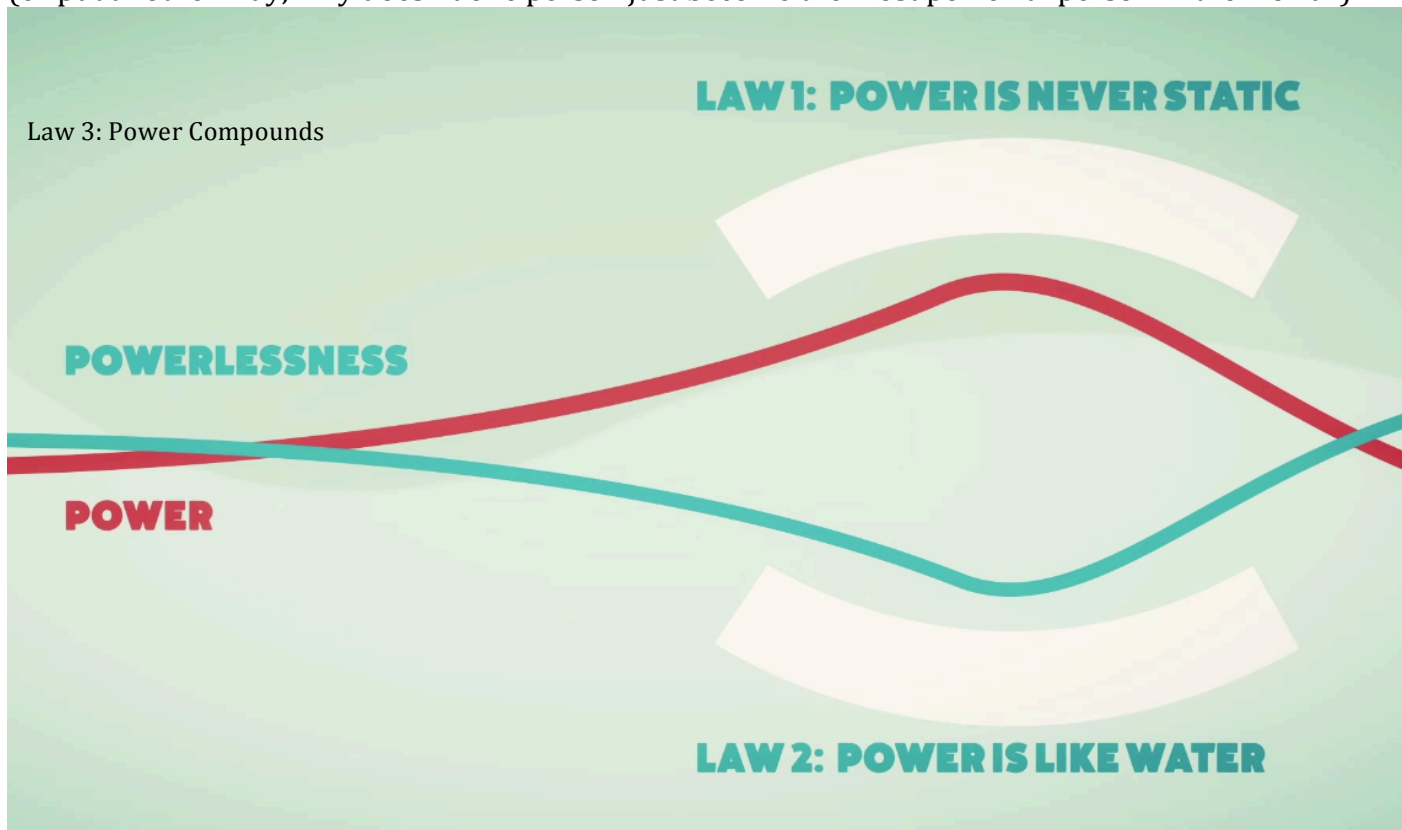 LAW 1: POWER IS NEVER STATIC
Law 3: Power Compounds
POWERLESSNESS
POWER
LAW 2: POWER IS LIKE WATER